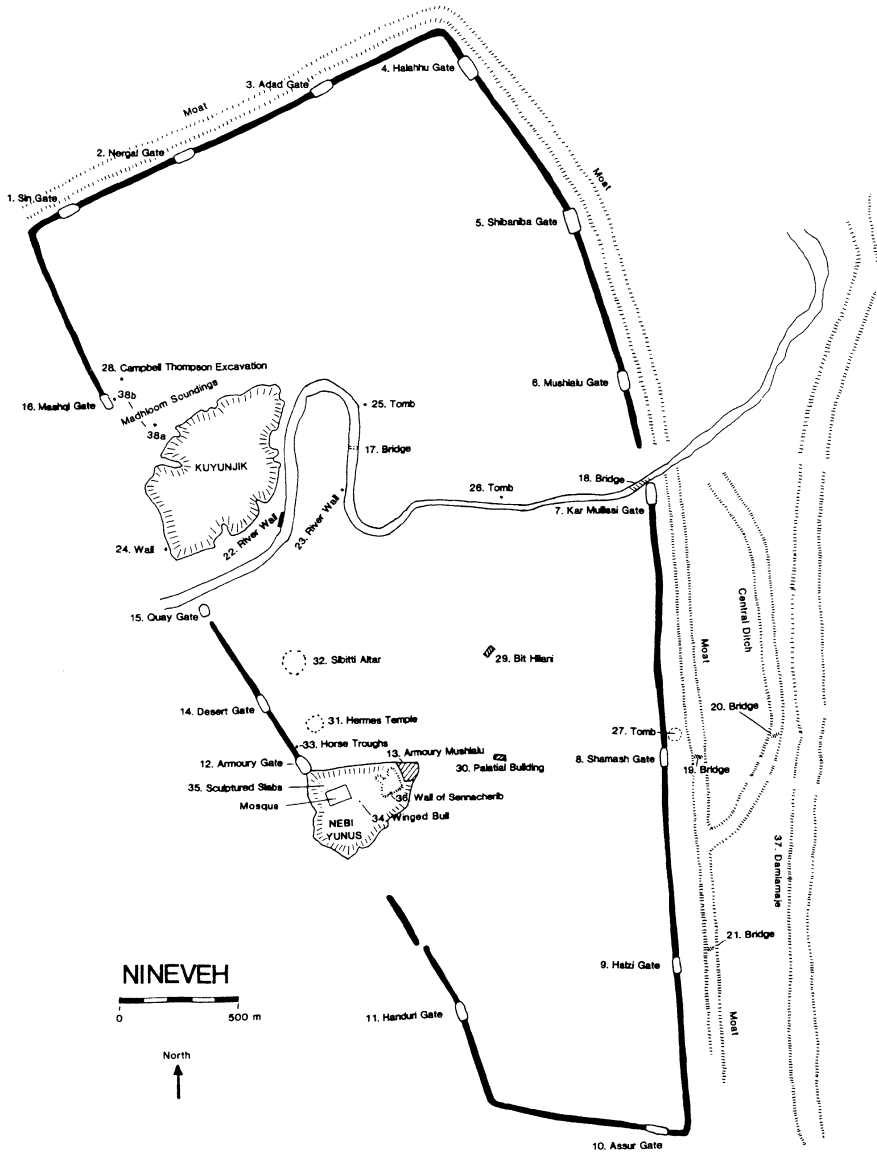 4. Halahhu Gate
3. Adad Gate
Moat
2. Nergal Gate
Moat
1. Sin Gate
5. Shibaniba Gate
28. Campbell Thompson Excavation
6. Mushlalu Gate
16. Mashqi Gate
38b
Madhloom Soundings
38a
25. Tomb
17. Bridge
KUYUNJIK
18. Bridge
26. Tomb
7. Kar Mullissi Gate
22. River Wall
23. River Wall
24. Wall
15. Quay Gate
Central Ditch
Moat
32. Sibitti Altar
29. Bit Hilani
14. Desert Gate
20. Bridge
31. Hermes Temple
27. Tomb
33. Horse Troughs
13. Armoury Mushlalu
12. Armoury Gate
8. Shamash Gate
30. Palatial Building
19. Bridge
35. Sculptured Slabs
36. Wall of Sennacherib
Mosque
34. Winged Bull
NEBI
YUNUS
37. Damlamaje
21. Bridge
9. Halzi Gate
NINEVEH
0 500 m
11. Handuri Gate
Moat
North
10. Assur Gate